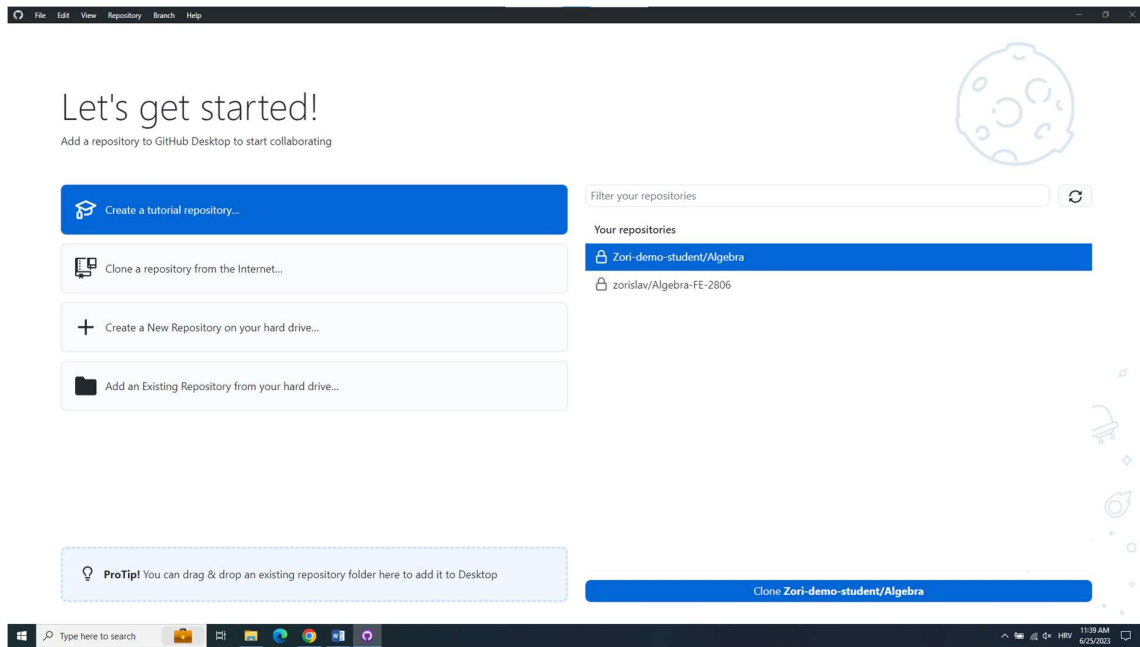 File Edit View Repository Branch Help
Let's get started!
Add a repository to GitHub Desktop to start collaborating
Create a tutorial repository...
Clone a repository from the Internet...
Create a New Repository on your hard drive...
Add an Existing Repository from your hard drive...
ProTip! You can drag & drop an existing repository folder here to add it to Desktop
Filter your repositories
Your repositories
Zori-demo-student/Algebra
zorislav/Algebra-FE-2806
Clone Zori-demo-student/Algebra
Type here to search
HRV
11:39 AM
6/25/2023